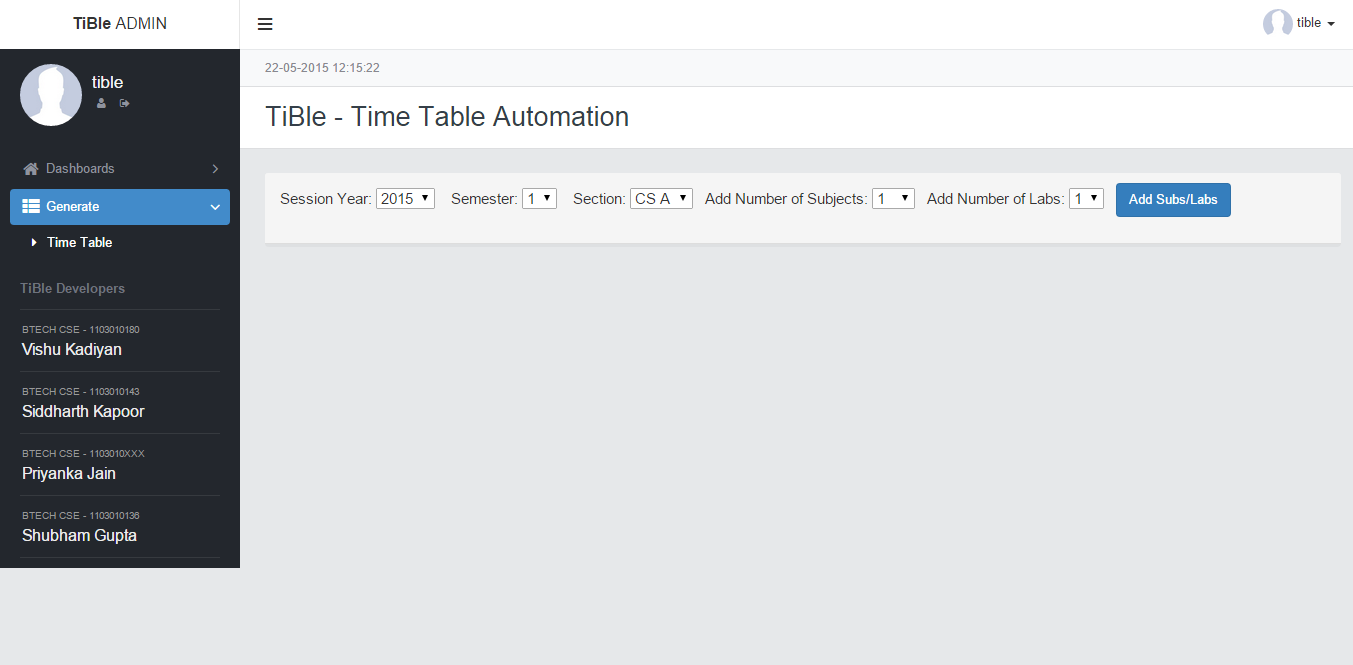 TiBle ADMIN
tible
22-05-2015 12:15:22
tible
TiBle - Time Table Automation
Dashboards
Generate
Time Table
Session Year: 2015 Semester: 1 Section: CS A Add Number of Subjects: 1 Add Number of Labs: 1 Add Subs/Labs
TiBle Developers
BTECH CSE - 1103010180
Vishu Kadiyan
BTECH CSE - 1103010143
Siddharth Kapoor
BTECH CSE - 1103010XXX
Priyanka Jain
BTECH CSE - 1103010136
Shubham Gupta